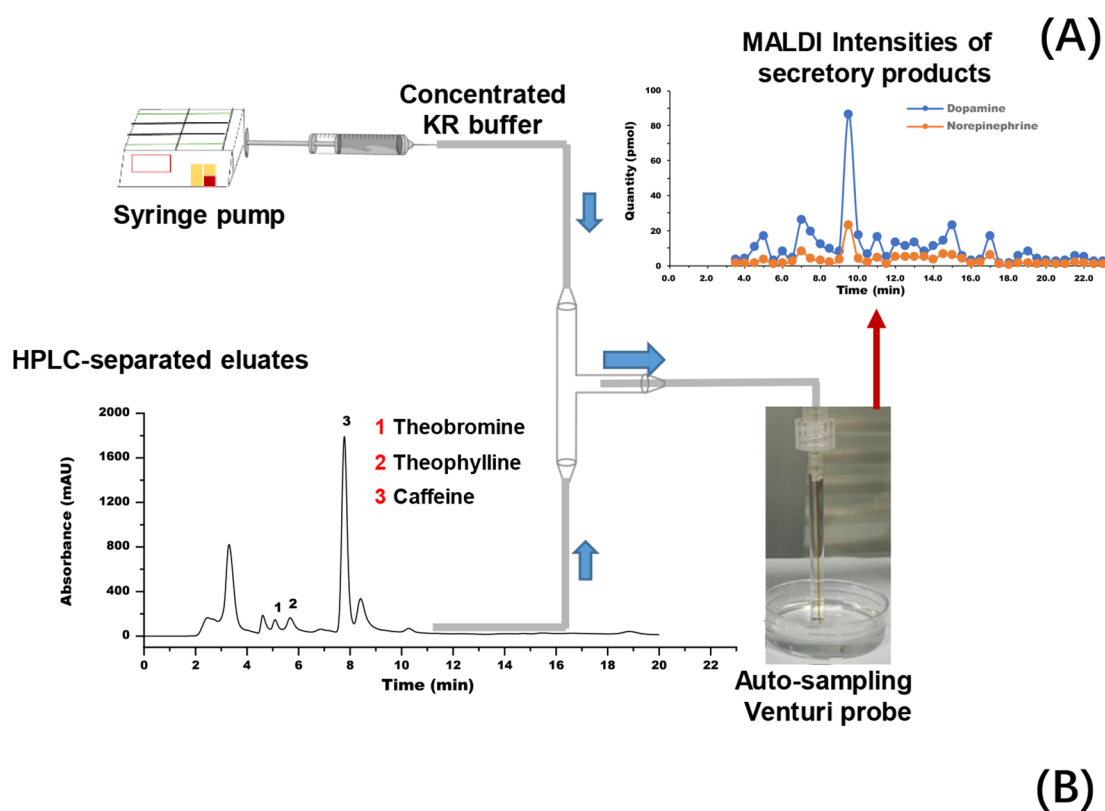 (A)
MALDI Intensities of
secretory products
Concentrated
KR buffer
Syringe pump
100
80
60
40
20
0
Quantity (pmol)
Dopamine
Norepinephrine
0.0 2.0 4.0 6.0 8.0 10.0 12.0 14.0 16.0 18.0 20.0 22.0
Time (min)
HPLC-separated eluates
2000
1600
1200
800
400
0
Absorbance (mAU)
1 2 3
1 Theobromine
2 Theophylline
3 Caffeine
0 2 4 6 8 10 12 14 16 18 20 22
Time (min)
Auto-sampling
Venturi probe
(B)